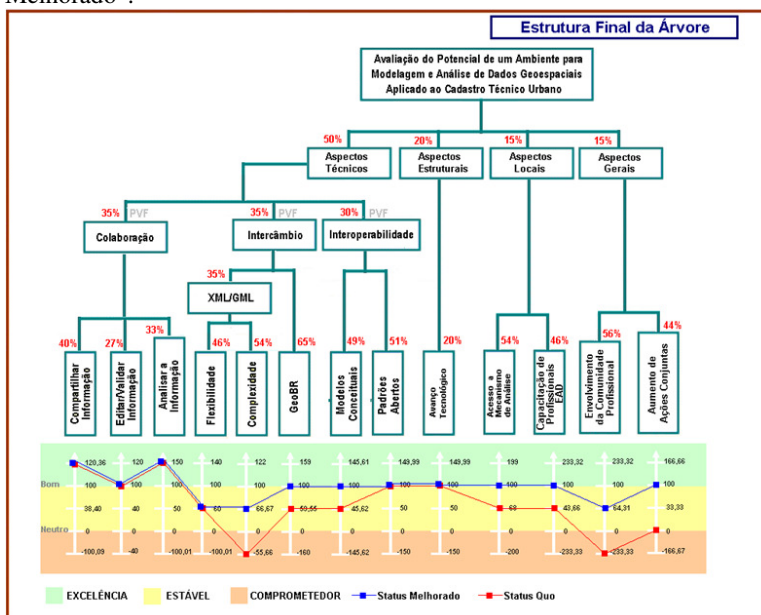 Melhorado".
Estrutura Final da Árvore
Avaliação do Potencial de um Ambiente para
Modelagem e Análise de Dados Geoespaciais
Aplicado ao Cadastro Técnico Urbano
50%
20%
15%
15%
Aspectos
Técnicos
Aspectos
Estruturais
Aspectos
Locais
Aspectos
Gerais
35% PVF
35% PVF
30% PVF
Colaboração
Intercâmbio
Interoperabilidade
35%
XML/GML
40%
27%
33%
46%
54%
65%
49%
51%
20%
54%
46%
56%
44%
Compartilhar
Informação
Editar/Validar
Informação
Analisar a
Informação
Flexibilidade
Complexidade
GeoBR
Modelos
Conceituais
Padrões
Abertos
Avanço
Tecnológico
Acesso a
Mecanismo
de Análise
Capacitação de
Profissionais
EAD
Envolvimento
da Comunidade
Profissional
Aumento de
Ações Conjuntas
120,36 120 150 140 122 159 145,61 149,99 149,99 199 233,32 233,32 166,66
Bom 100 100 100 100 100 100 100 100 100 100 100 100
38,40 40 50 60 66,67 59,55 45,62 50 50 68 48,66 64,31 33,33
Neutro 0 0 0 0 0 0 0 0 0 0 0 0
-100,09 -40 -100,01 -100,01 -55,66 -160 -145,62 -150 -150 -200 -233,33 -233,33 -166,67
EXCELÊNCIA ESTÁVEL COMPROMETEDOR Status Melhorado Status Quo